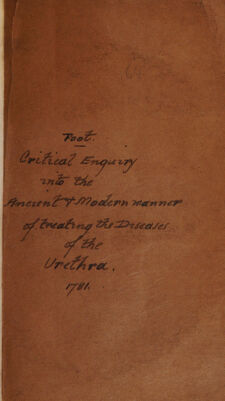 Foot.
Critical Enquiry
into the
Ancient & Modern manner
of treating the Diseases
of the
Urethra.
1781.